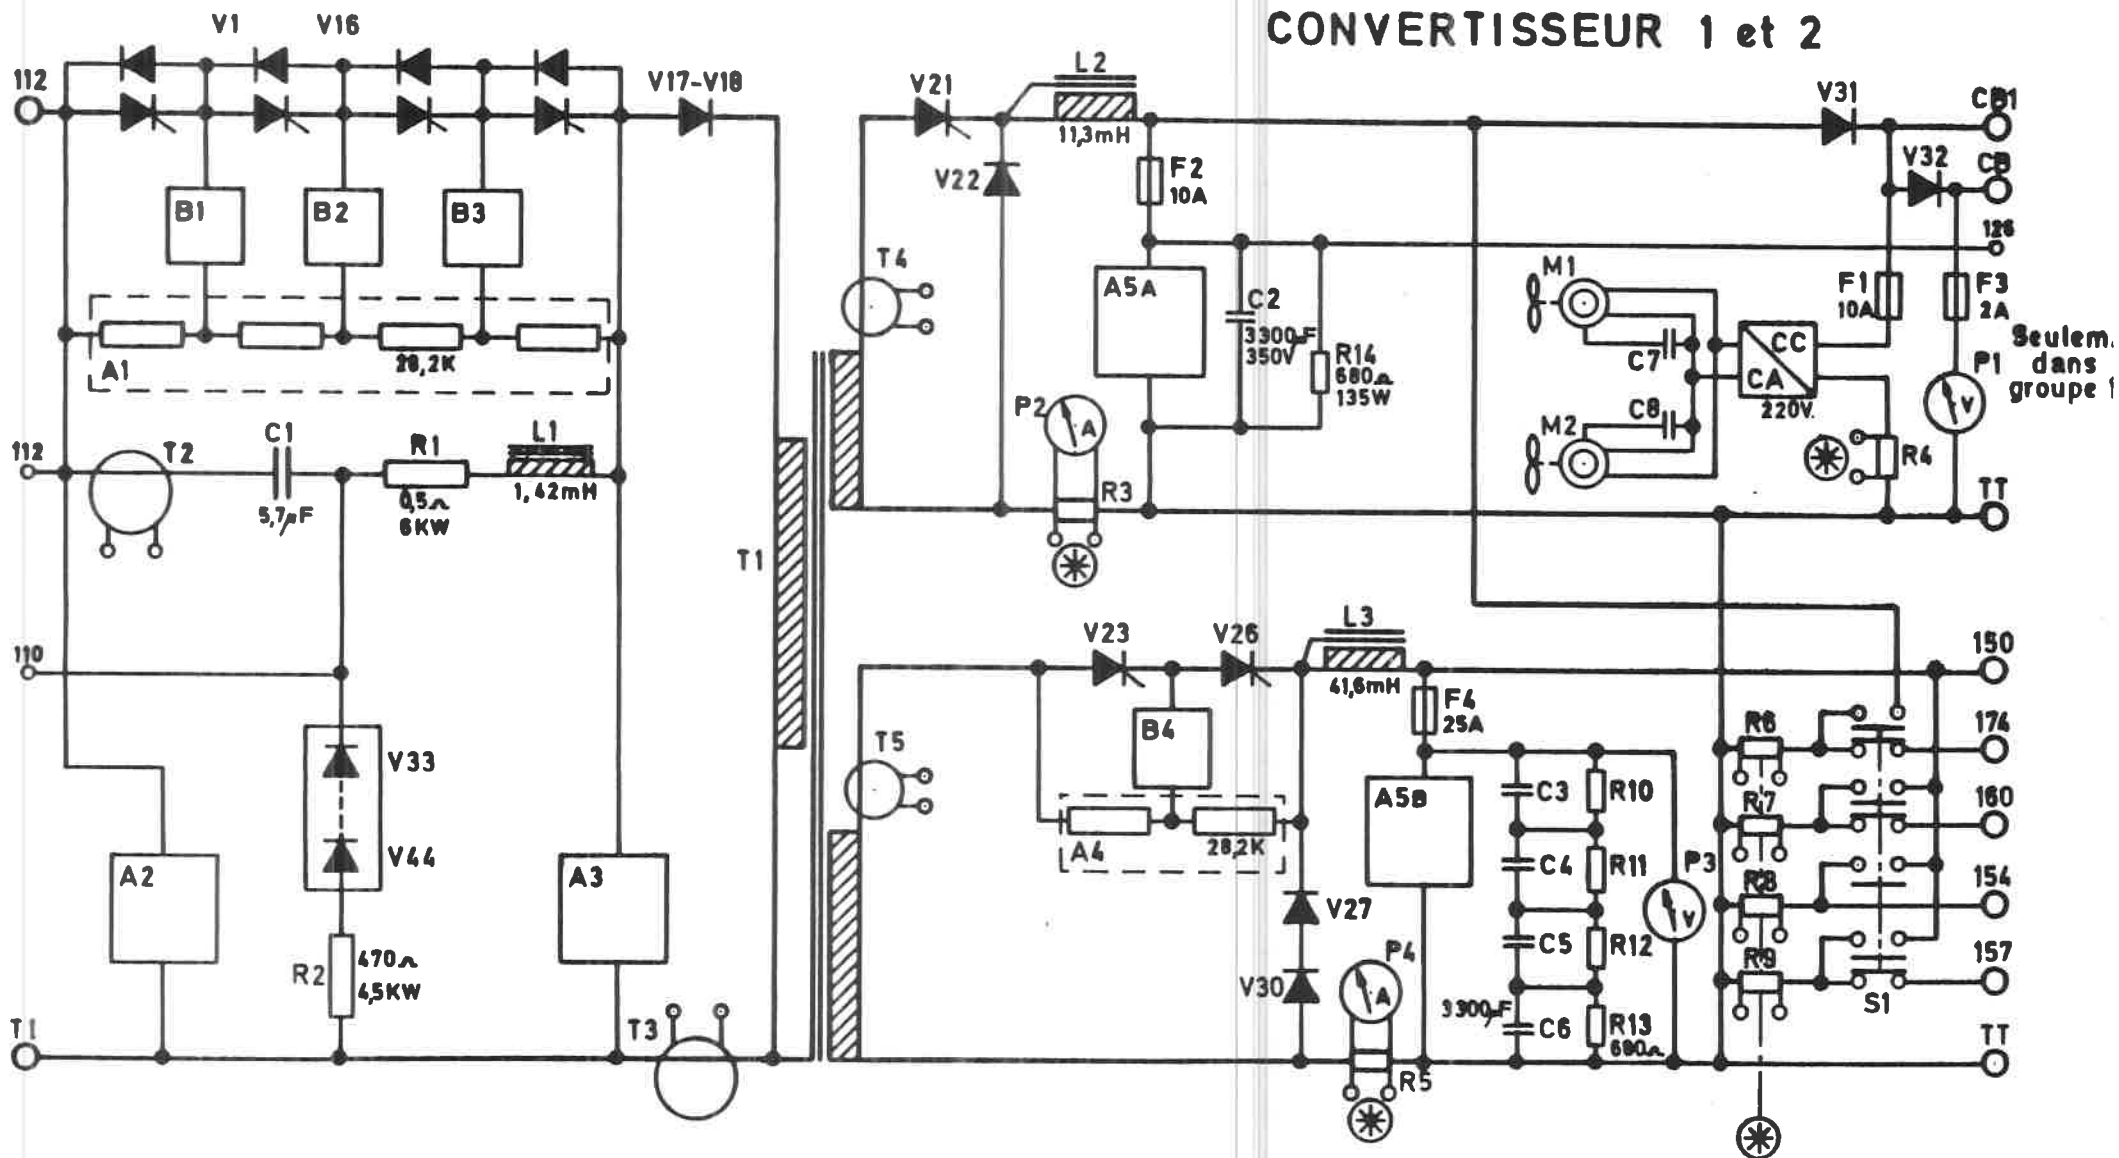 CONVERTISSEUR 1 et 2
V1 V16
112
V17-V18
B1 B2 B3
A1
28,2K
112
T2
C1
5,7µF
R1
0,5Ω
6KW
L1
1,42mH
110
V33
V44
A2
A3
R2
470Ω
4,5KW
T1
T3
T1
V21
L2
11,3mH
V22
F2
10A
T4
A5A
C2
3300µF
350V
R14
680Ω
135W
P2
A
R3
V31
CB1
V32
CB
126
M1
C7
C8
M2
CC
CA
220V.
F1
10A
F3
2A
P1
V
Seulem.
dans
groupe 1
R4
TT
V23
V26
L3
41,6mH
F4
25A
T5
B4
A4
28,2K
V27
V30
A5B
P4
A
R5
C3
C4
C5
C6
3300µF
R10
R11
R12
R13
680Ω
P3
V
R6
R7
R8
R9
S1
150
174
160
154
157
TT